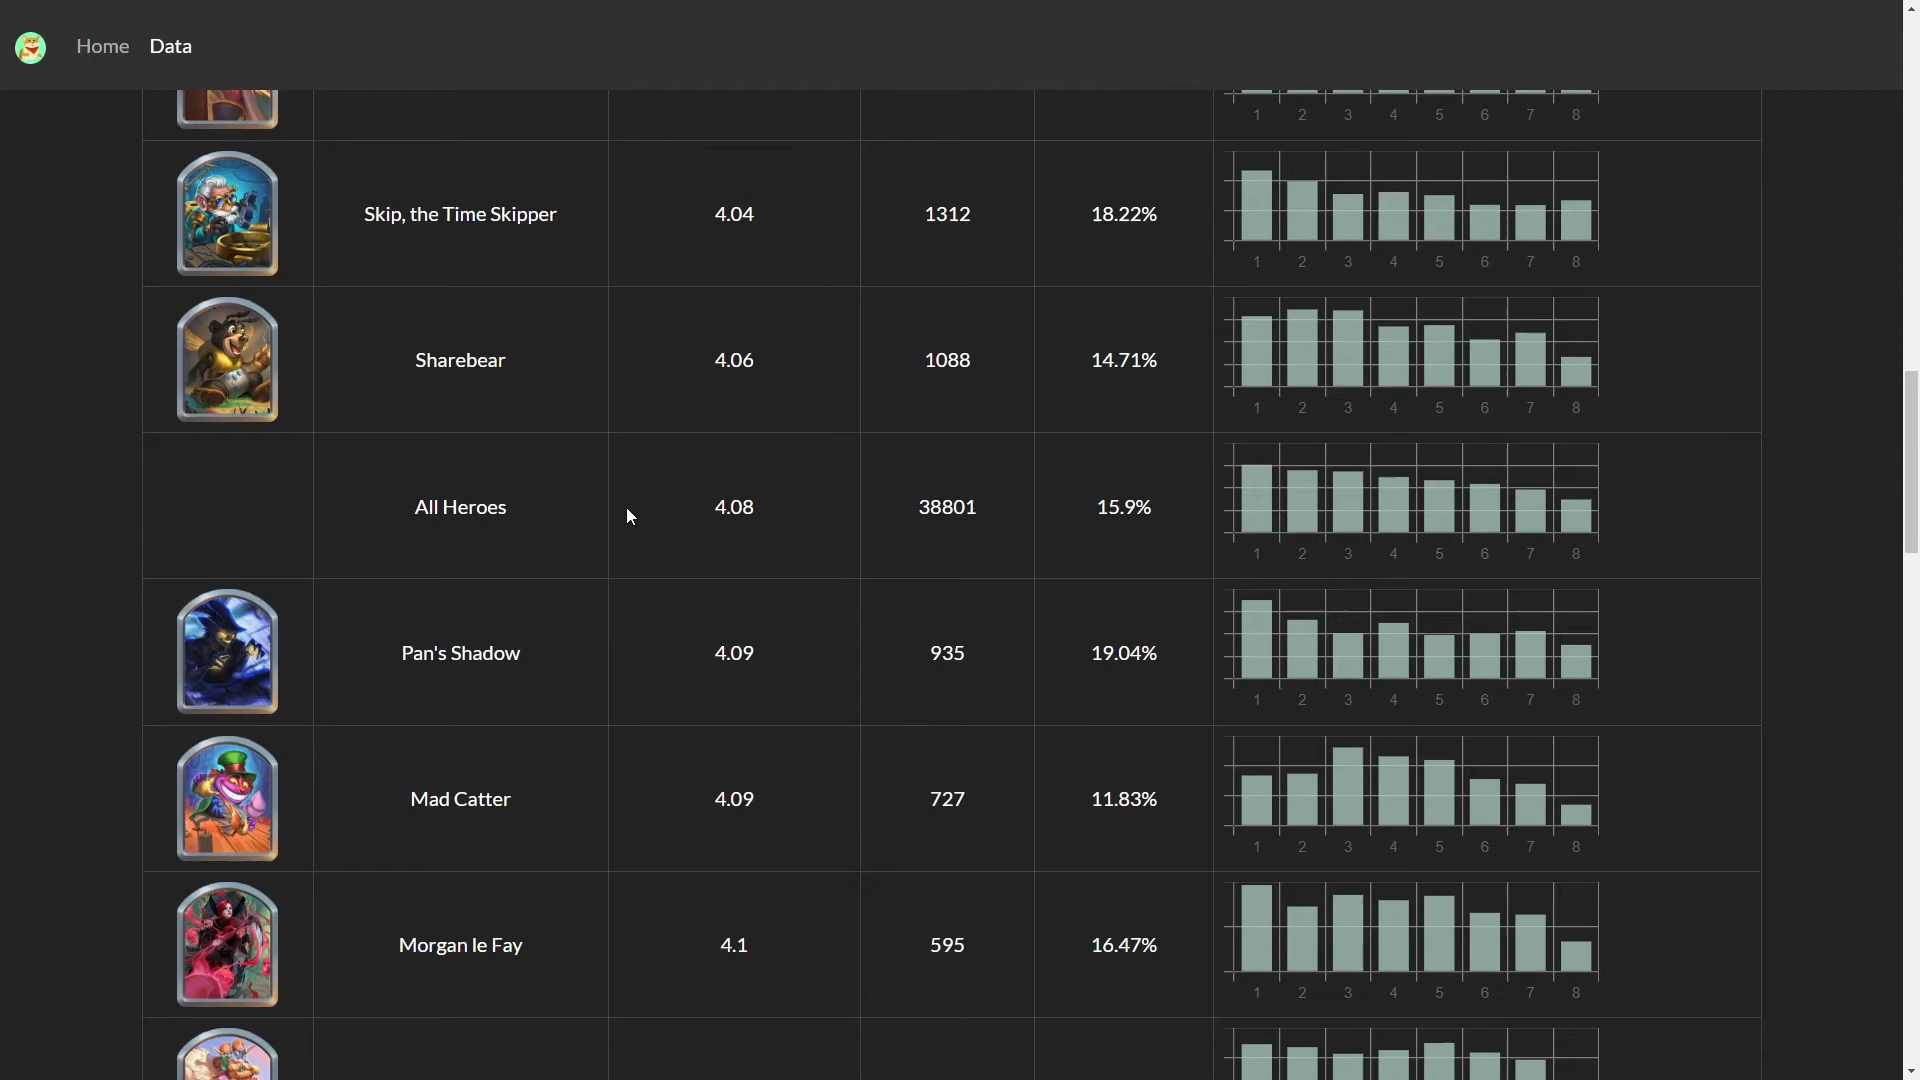 Home Data
1 2 3 4 5 6 7 8
Skip, the Time Skipper 4.04 1312 18.22%
1 2 3 4 5 6 7 8
Sharebear 4.06 1088 14.71%
1 2 3 4 5 6 7 8
All Heroes 4.08 38801 15.9%
1 2 3 4 5 6 7 8
Pan's Shadow 4.09 935 19.04%
1 2 3 4 5 6 7 8
Mad Catter 4.09 727 11.83%
1 2 3 4 5 6 7 8
Morgan le Fay 4.1 595 16.47%
1 2 3 4 5 6 7 8